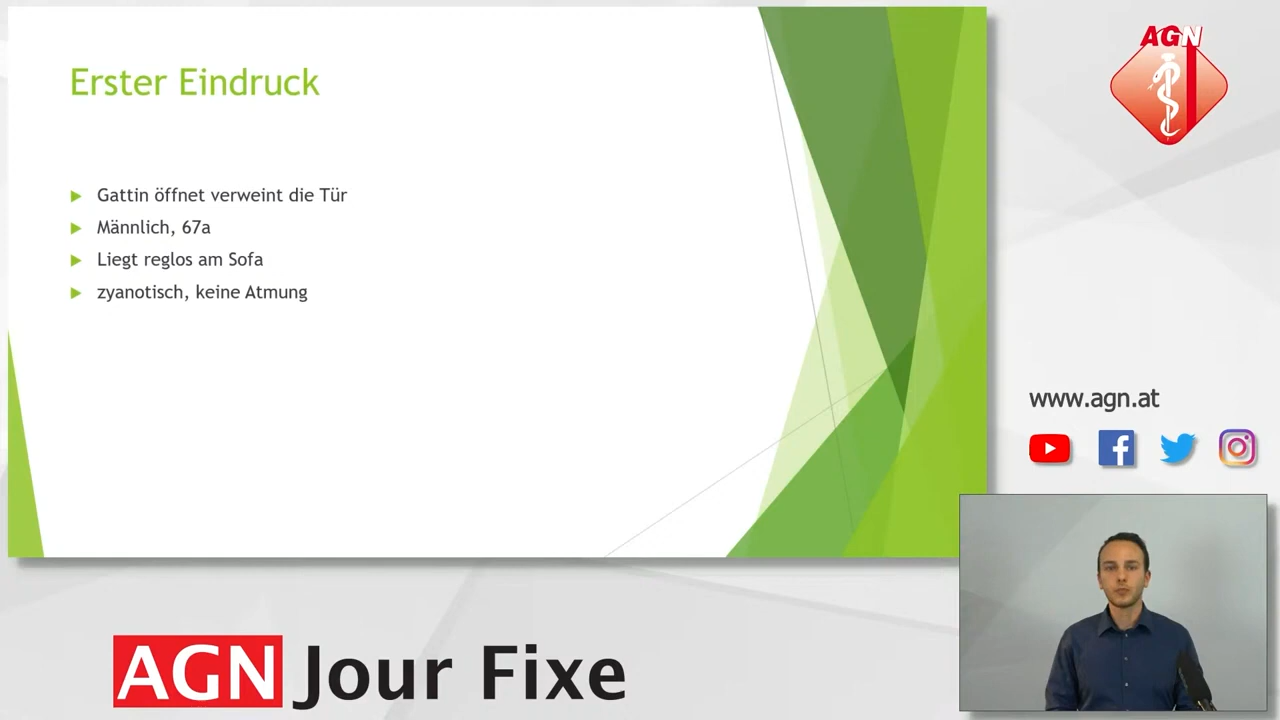 Erster Eindruck
Gattin öffnet verweint die Tür
Männlich, 67a
Liegt reglos am Sofa
zyanotisch, keine Atmung
AGN
www.agn.at
AGN Jour Fixe